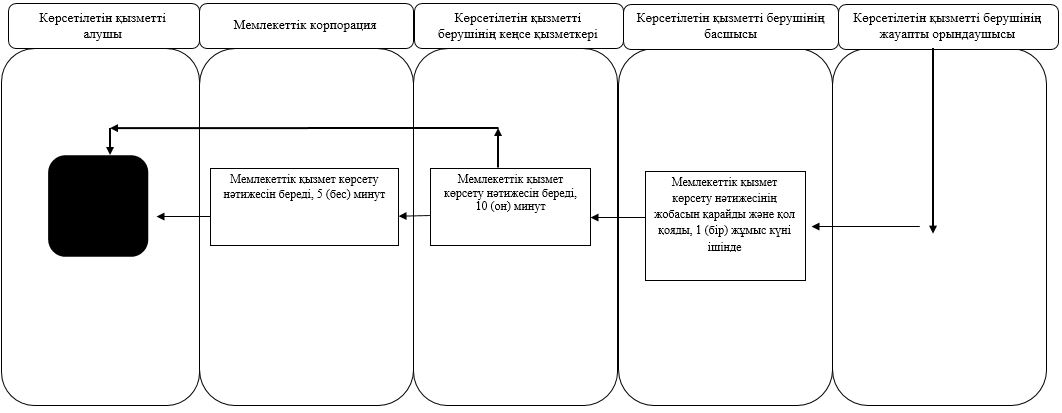 Көрсетілетін қызметті
алушы
Мемлекеттік корпорация
Көрсетілетін қызметті
берушінің кеңсе қызметкері
Көрсетілетін қызметті берушінің
басшысы
Көрсетілетін қызметті берушінің
жауапты орындаушысы
Мемлекеттік қызмет көрсету
нәтижесін береді, 5 (бес) минут
Мемлекеттік қызмет
көрсету нәтижесін береді,
10 (он) минут
Мемлекеттік қызмет
көрсету нәтижесінің
жобасын қарайды және қол
қояды, 1 (бір) жұмыс күні
ішінде